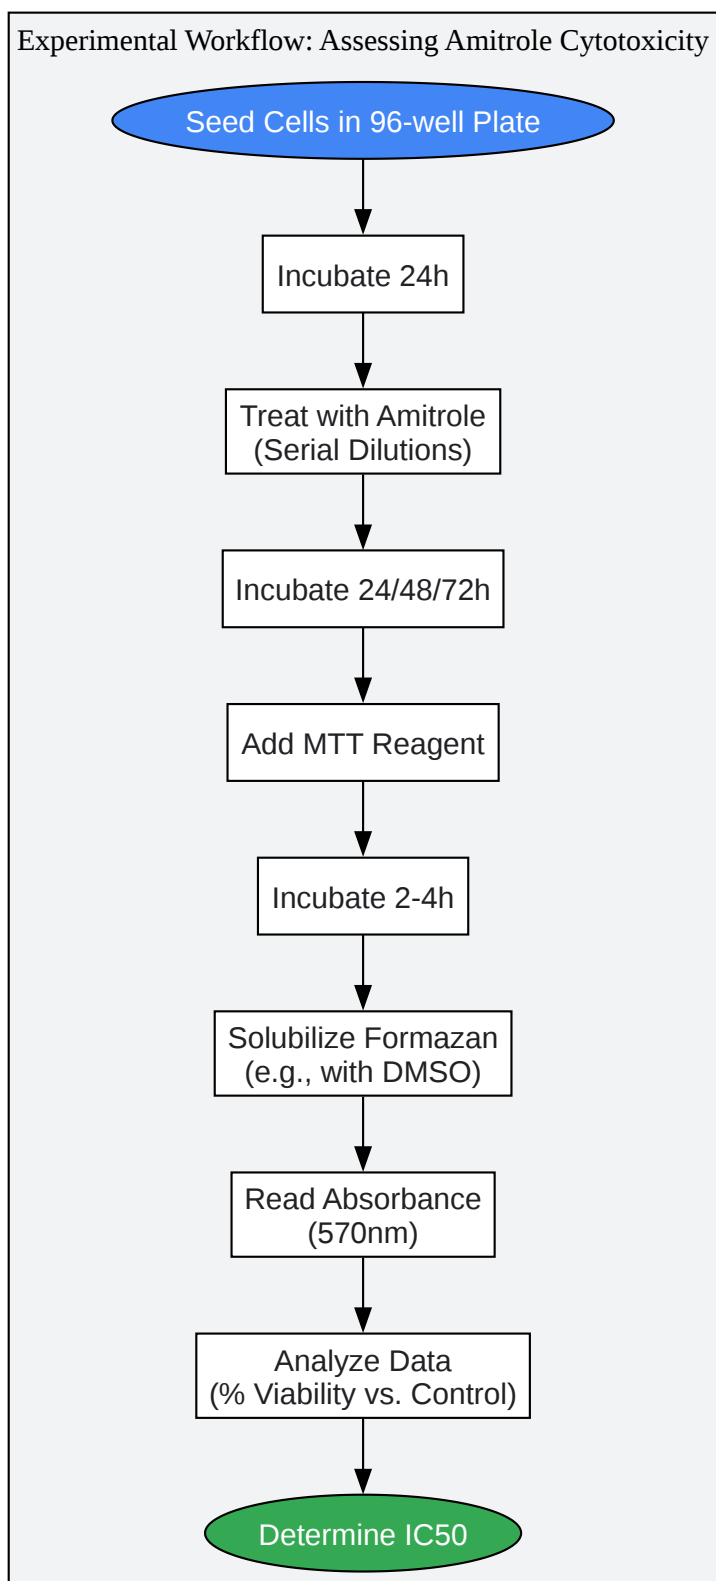 Experimental Workflow: Assessing Amitrole Cytotoxicity
Seed Cells in 96-well Plate
Incubate 24h
Treat with Amitrole
(Serial Dilutions)
Incubate 24/48/72h
Add MTT Reagent
Incubate 2-4h
Solubilize Formazan
(e.g., with DMSO)
Read Absorbance
(570nm)
Analyze Data
(% Viability vs. Control)
Determine IC50